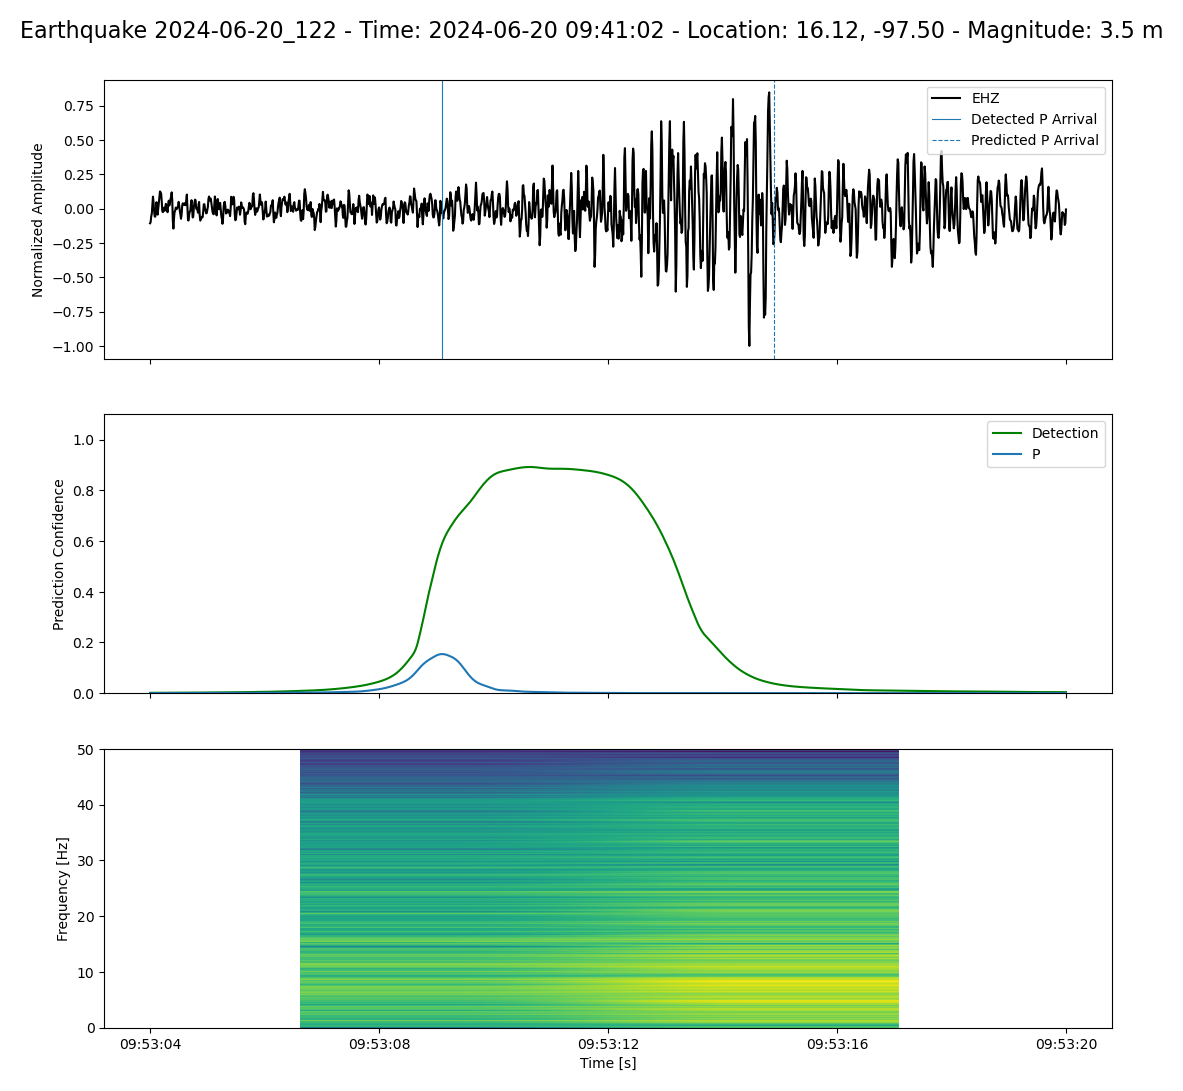 Earthquake 2024-06-20_122 - Time: 2024-06-20 09:41:02 - Location: 16.12, -97.50 - Magnitude: 3.5 m
EHZ
Detected P Arrival
Predicted P Arrival
0.75
0.50
0.25
0.00
−0.25
−0.50
−0.75
−1.00
Normalized Amplitude
Detection
P
1.0
0.8
0.6
0.4
0.2
0.0
Prediction Confidence
50
40
30
20
10
0
Frequency [Hz]
09:53:04 09:53:08 09:53:12 09:53:16 09:53:20
Time [s]